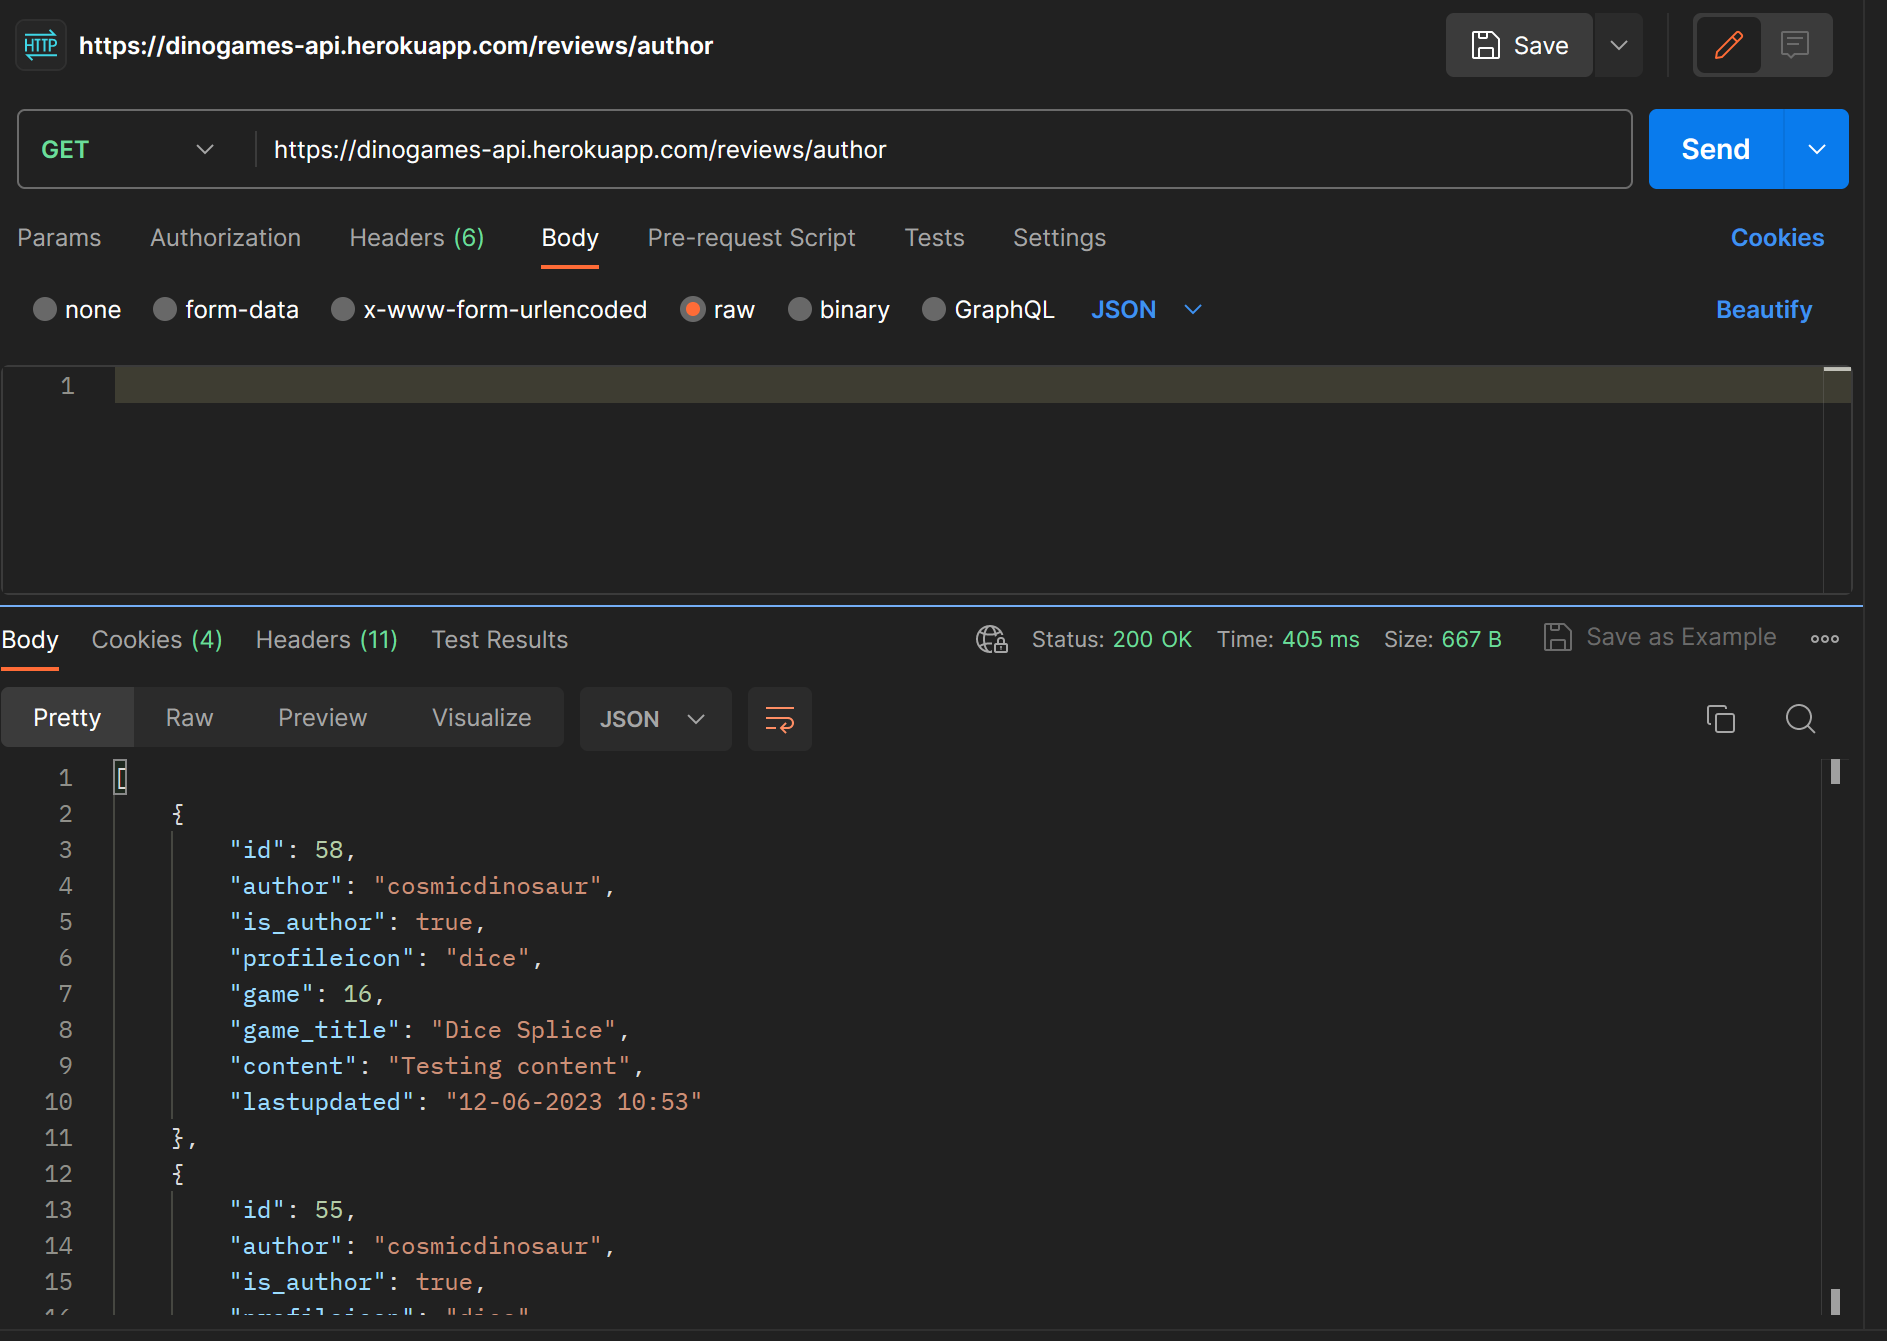 HTTP https://dinogames-api.herokuapp.com/reviews/author Save
GET https://dinogames-api.herokuapp.com/reviews/author Send
Params Authorization Headers (6) Body Pre-request Script Tests Settings Cookies
none form-data x-www-form-urlencoded raw binary GraphQL JSON Beautify
1
Body Cookies (4) Headers (11) Test Results Status: 200 OK Time: 405 ms Size: 667 B Save as Example
Pretty Raw Preview Visualize JSON
1 [
2 {
3 "id": 58,
4 "author": "cosmicdinosaur",
5 "is_author": true,
6 "profileicon": "dice",
7 "game": 16,
8 "game_title": "Dice Splice",
9 "content": "Testing content",
10 "lastupdated": "12-06-2023 10:53"
11 },
12 {
13 "id": 55,
14 "author": "cosmicdinosaur",
15 "is_author": true,
16 "profileicon": "dice"